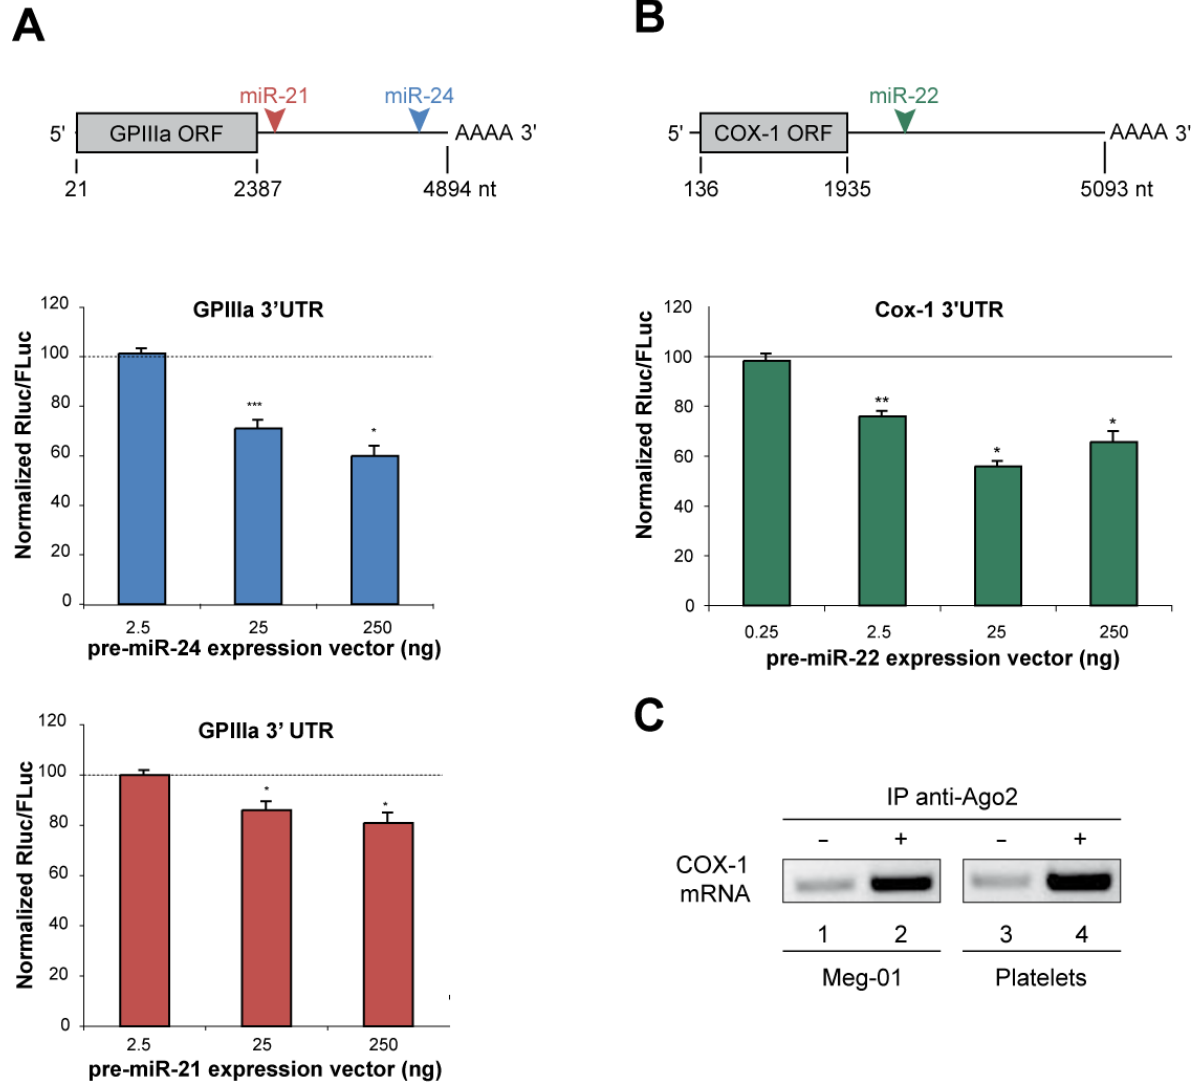 A
miR-21 miR-24
5' GPIIIa ORF AAAA 3'
21 2387 4894 nt
GPIIIa 3’UTR
Normalized Rluc/FLuc
120
100
80
60
40
20
0
***
*
2.5 25 250
pre-miR-24 expression vector (ng)
GPIIIa 3’ UTR
Normalized Rluc/FLuc
120
100
80
60
40
20
0
*
*
2.5 25 250
pre-miR-21 expression vector (ng)
B
miR-22
5' COX-1 ORF AAAA 3'
136 1935 5093 nt
Cox-1 3'UTR
Normalized Rluc/FLuc
120
100
80
60
40
20
0
**
*
*
0.25 2.5 25 250
pre-miR-22 expression vector (ng)
C
IP anti-Ago2
– + – +
COX-1
mRNA
1 2 3 4
Meg-01 Platelets